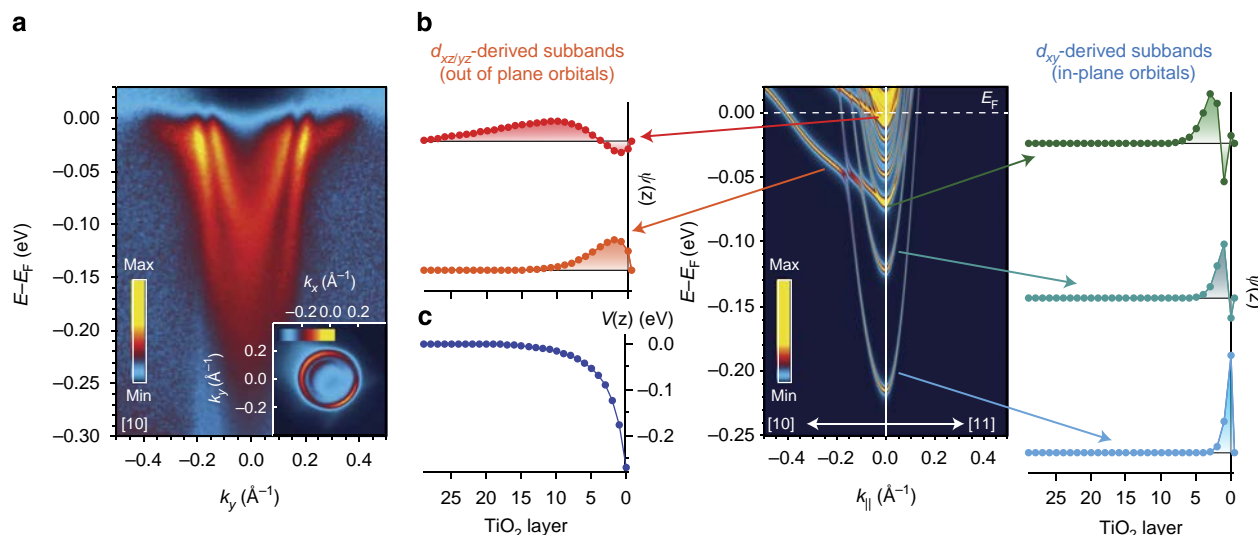 a
b
d_{xz/yz}-derived subbands
(out of plane orbitals)
d_{xy}-derived subbands
(in-plane orbitals)
0.00
−0.05
−0.10
−0.15
−0.20
−0.25
−0.30
E−E_F (eV)
Max
Min
[10]
k_x (Å⁻¹)
−0.2 0.0 0.2
k_y (Å⁻¹)
0.2
0.0
−0.2
−0.4 −0.2 0.0 0.2 0.4
k_y (Å⁻¹)
ψ(z)
c
V(z) (eV)
0.0
−0.1
−0.2
25 20 15 10 5 0
TiO₂ layer
E_F
0.00
−0.05
−0.10
−0.15
−0.20
−0.25
E−E_F (eV)
Max
Min
[10] [11]
−0.4 −0.2 0.0 0.2 0.4
k_{||} (Å⁻¹)
ψ(z)
25 20 15 10 5 0
TiO₂ layer